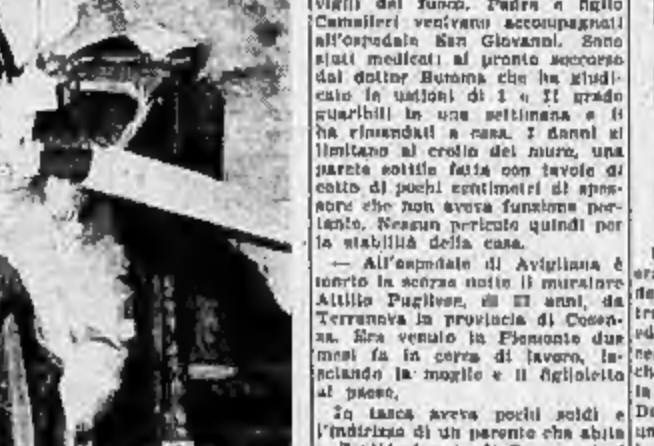 vigili del fuoco. Padre e figlio
Camalleri venivano accompagnati
all'ospedale San Giovanni. Sono
stati medicati al pronto soccorso
dal dottor che ha giudi-
cato le ustioni di I e II grado
guaribili in una settimana e li
ha rimandati a casa. I danni si
limitano al crollo del muro, una
parete sottile fatta con tavole di
cotto di pochi centimetri di spes-
sore che non aveva funzione por-
tante. Nessun pericolo quindi per
la stabilità della casa.
— All'ospedale di Avigliana è
morto la scorsa notte il muratore
Attilio Pugliese, di anni, da
Terranova in provincia di Cosen-
za. Era venuto in Piemonte due
mesi fa in cerca di lavoro, la-
sciando la moglie e il figlioletto
al paese.
In tasca aveva pochi soldi e
l'indirizzo di un parente che abita